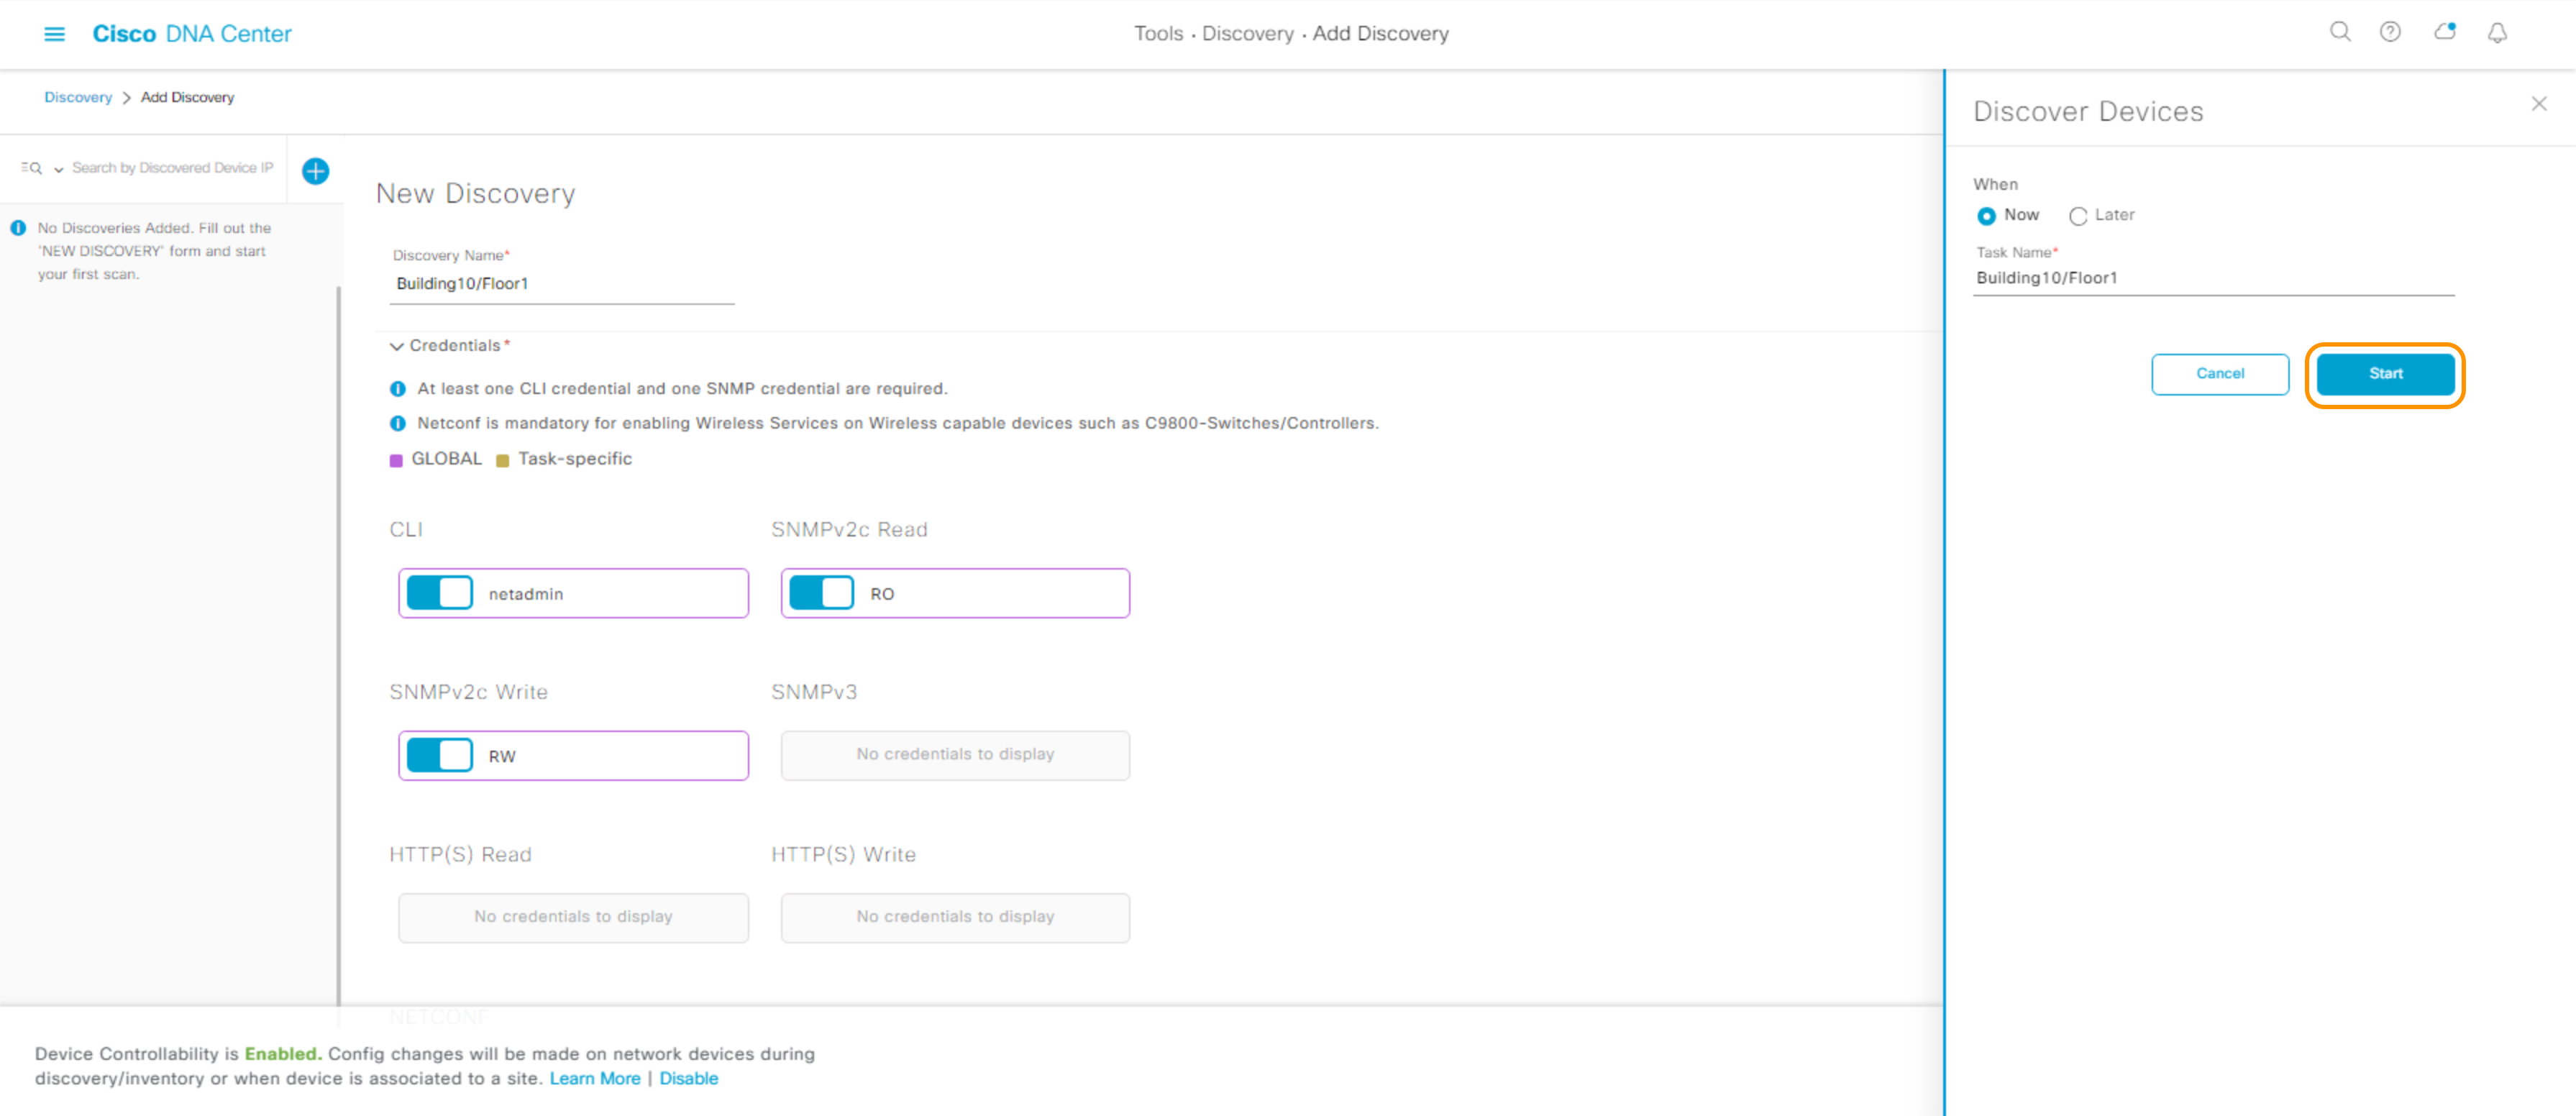 Cisco DNA Center
Tools · Discovery · Add Discovery
Discovery > Add Discovery
Search by Discovered Device IP
No Discoveries Added. Fill out the
'NEW DISCOVERY' form and start
your first scan.
New Discovery
Discovery Name*
Building10/Floor1
Credentials*
At least one CLI credential and one SNMP credential are required.
Netconf is mandatory for enabling Wireless Services on Wireless capable devices such as C9800-Switches/Controllers.
GLOBAL Task-specific
CLI SNMPv2c Read
netadmin RO
SNMPv2c Write SNMPv3
RW No credentials to display
HTTP(S) Read HTTP(S) Write
No credentials to display No credentials to display
NETCONF
Device Controllability is Enabled. Config changes will be made on network devices during
discovery/inventory or when device is associated to a site. Learn More | Disable
Discover Devices
When
Now Later
Task Name*
Building10/Floor1
Cancel Start